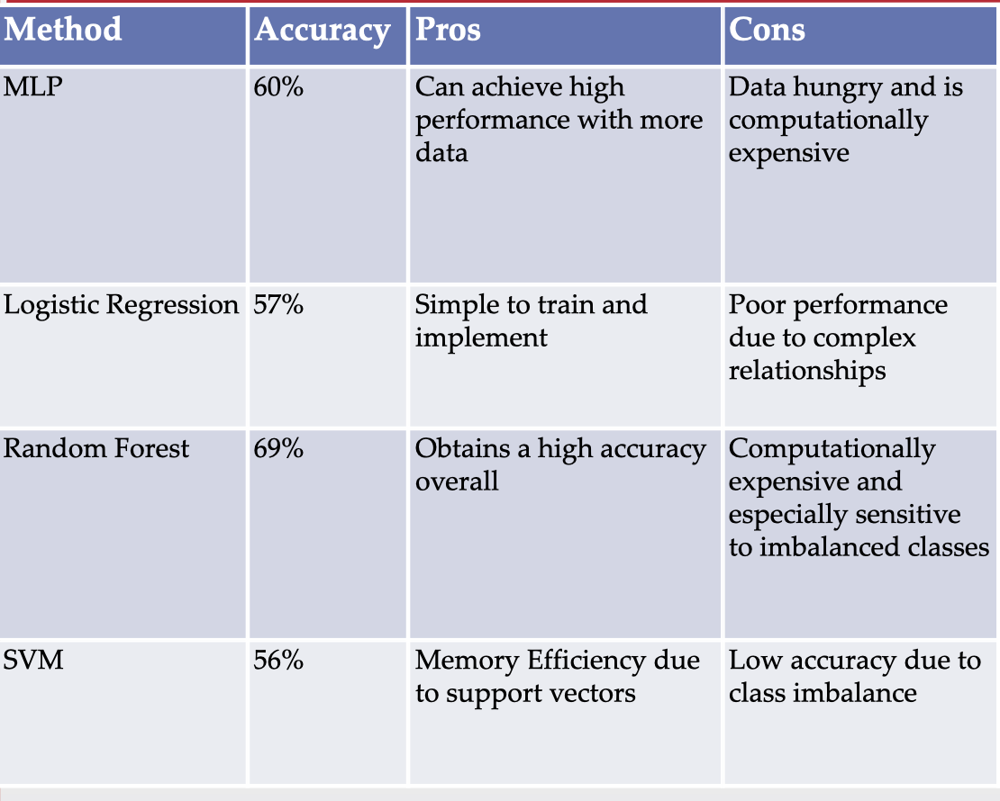 Method Accuracy Pros Cons
MLP 60% Can achieve high Data hungry and is
performance with more computationally
data expensive
Logistic Regression 57% Simple to train and Poor performance
implement due to complex
relationships
Random Forest 69% Obtains a high accuracy Computationally
overall expensive and
especially sensitive
to imbalanced classes
SVM 56% Memory Efficiency due Low accuracy due to
to support vectors class imbalance